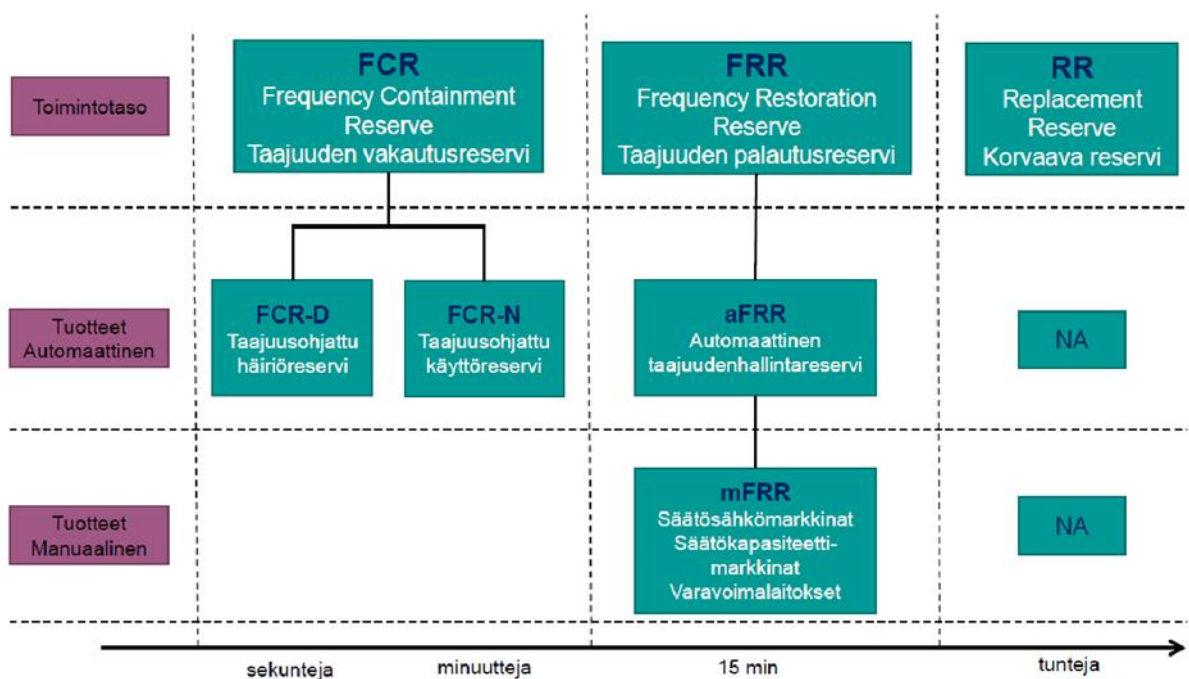 Toimintotaso
FCR
Frequency Containment
Reserve
Taajuuden vakautusreservi
FRR
Frequency Restoration
Reserve
Taajuuden palautusreservi
RR
Replacement
Reserve
Korvaava reservi
Tuotteet
Automaattinen
FCR-D
Taajuusohjattu
häiriöreservi
FCR-N
Taajuusohjattu
käyttöreservi
aFRR
Automaattinen
taajuudenhallintareservi
NA
Tuotteet
Manuaalinen
mFRR
Säätösähkömarkkinat
Säätökapasiteetti-
markkinat
Varavoimalaitokset
NA
sekunteja
minuutteja
15 min
tunteja